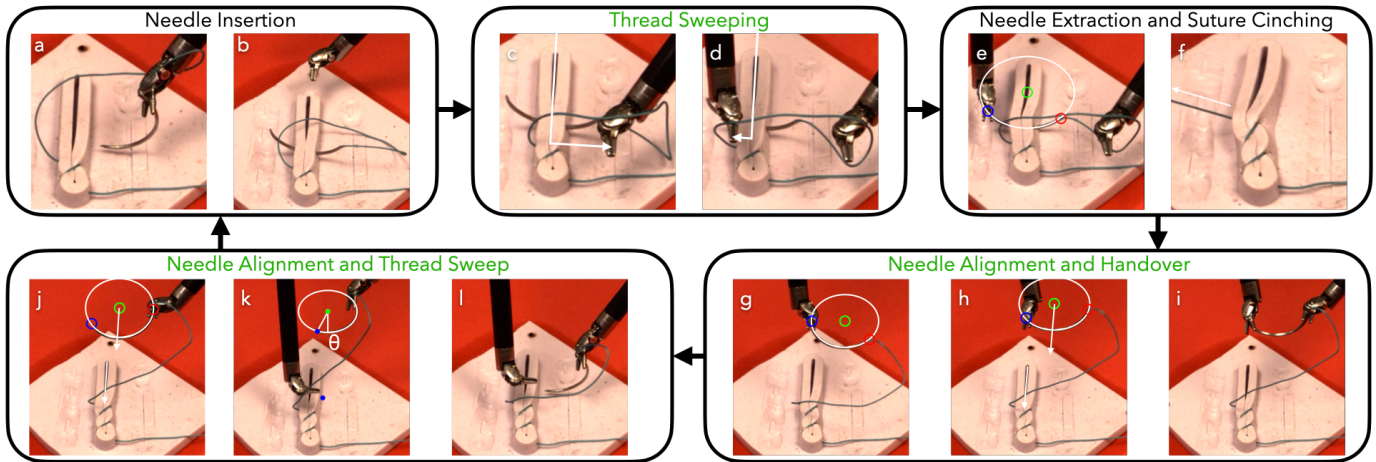 Needle Insertion
a
b
Thread Sweeping
c
d
Needle Extraction and Suture Cinching
e
f
Needle Alignment and Thread Sweep
j
k
θ
l
Needle Alignment and Handover
g
h
i